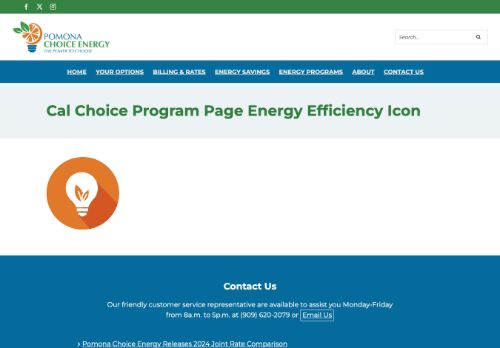 POMONA
CHOICE ENERGY
THE POWER TO CHOOSE
Search...
HOME YOUR OPTIONS BILLING & RATES ENERGY SAVINGS ENERGY PROGRAMS ABOUT CONTACT US
Cal Choice Program Page Energy Efficiency Icon
Contact Us
Our friendly customer service representative are available to assist you Monday-Friday
from 8a.m. to 5p.m. at (909) 620-2079 or Email Us
Pomona Choice Energy Releases 2024 Joint Rate Comparison